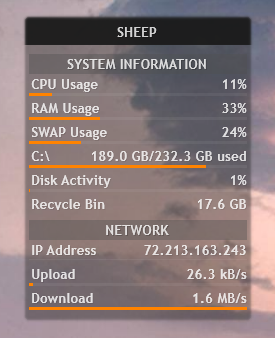 SHEEP
SYSTEM INFORMATION
CPU Usage 11%
RAM Usage 33%
SWAP Usage 24%
C:\ 189.0 GB/232.3 GB used
Disk Activity 1%
Recycle Bin 17.6 GB
NETWORK
IP Address 72.213.163.243
Upload 26.3 kB/s
Download 1.6 MB/s